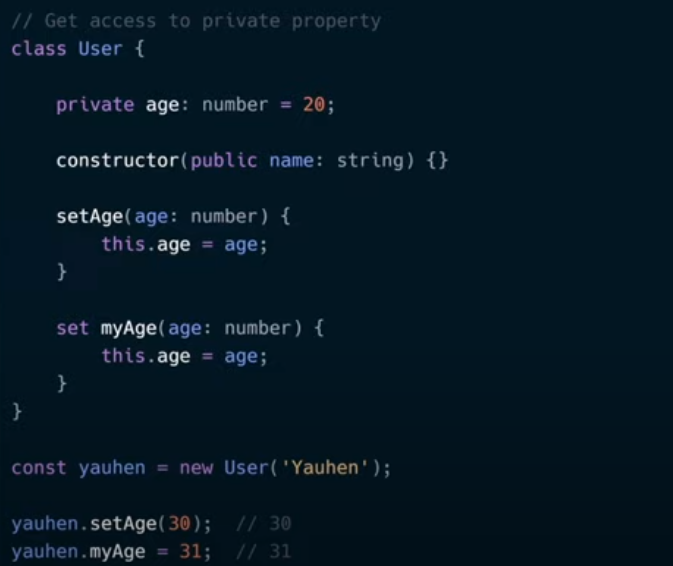 // Get access to private property
class User {
private age: number = 20;
constructor(public name: string) {}
setAge(age: number) {
this.age = age;
}
set myAge(age: number) {
this.age = age;
}
}
const yauhen = new User('Yauhen');
yauhen.setAge(30);  // 30
yauhen.myAge = 31;  // 31